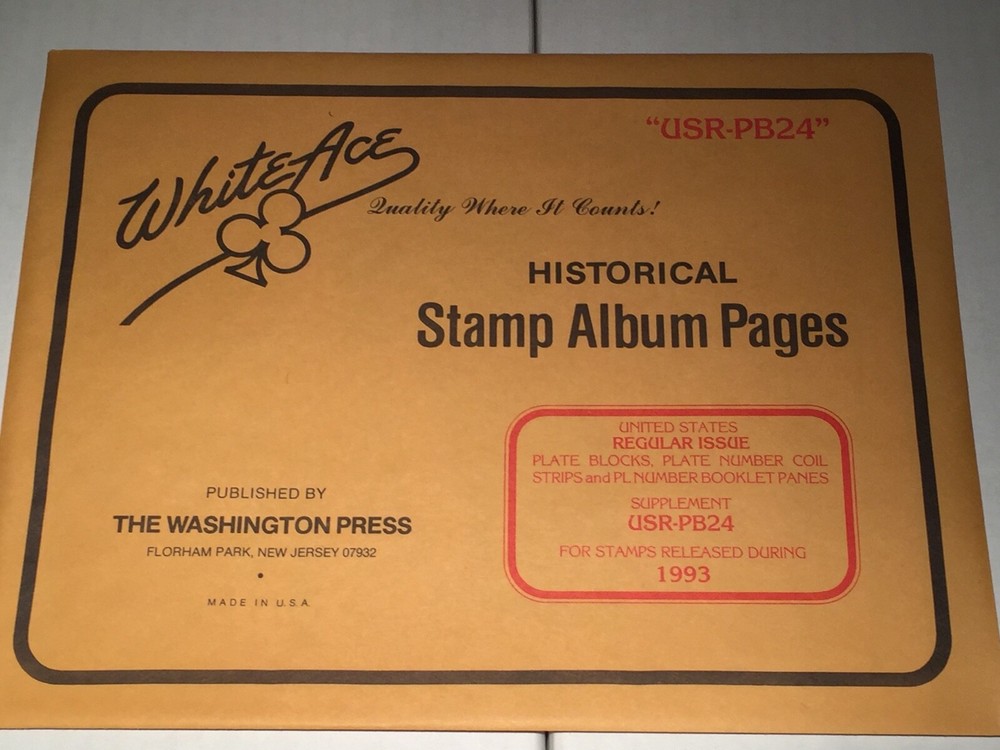 "USR-PB24"
White Ace
Quality Where It Counts!
HISTORICAL
Stamp Album Pages
UNITED STATES
REGULAR ISSUE
PLATE BLOCKS, PLATE NUMBER COIL
STRIPS and PL NUMBER BOOKLET PANES
SUPPLEMENT
USR-PB24
FOR STAMPS RELEASED DURING
1993
PUBLISHED BY
THE WASHINGTON PRESS
FLORHAM PARK, NEW JERSEY 07932
•
MADE IN U.S.A.